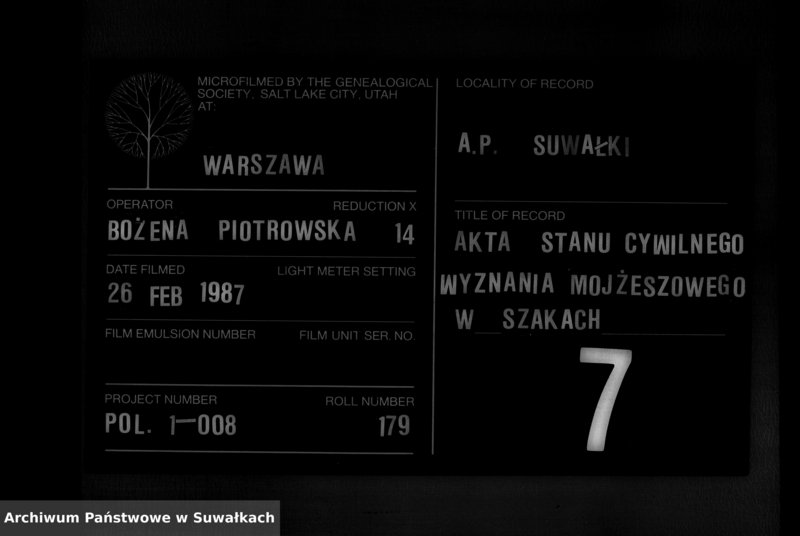 MICROFILMED BY THE GENEALOGICAL
SOCIETY, SALT LAKE CITY, UTAH
AT:
WARSZAWA
OPERATOR REDUCTION X
BOŻENA PIOTROWSKA 14
DATE FILMED LIGHT METER SETTING
26 FEB 1987
FILM EMULSION NUMBER FILM UNIT SER. NO.
PROJECT NUMBER ROLL NUMBER
POL. 1-008 179
LOCALITY OF RECORD
A.P. SUWAŁKI
TITLE OF RECORD
AKTA STANU CYWILNEGO
WYZNANIA MOJŻESZOWEGO
W SZAKACH
7
Archiwum Państwowe w Suwałkach